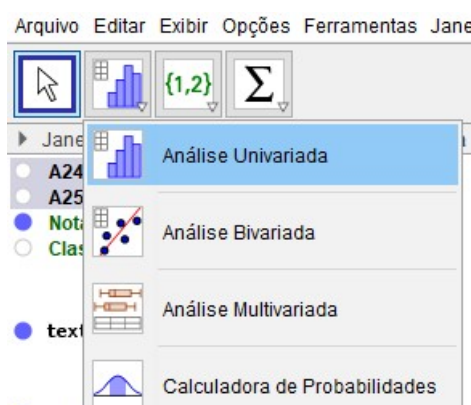 Arquivo Editar Exibir Opções Ferramentas Jane
{1,2} Σ
Jane
A24
A25
Nota
Clas
text
Análise Univariada
Análise Bivariada
Análise Multivariada
Calculadora de Probabilidades